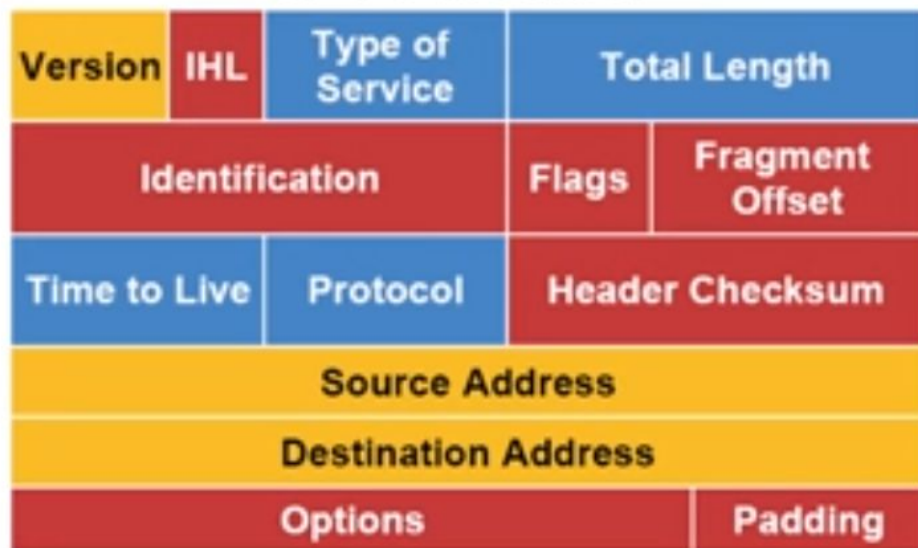 Version IHL Type of Service Total Length
Identification Flags Fragment Offset
Time to Live Protocol Header Checksum
Source Address
Destination Address
Options Padding